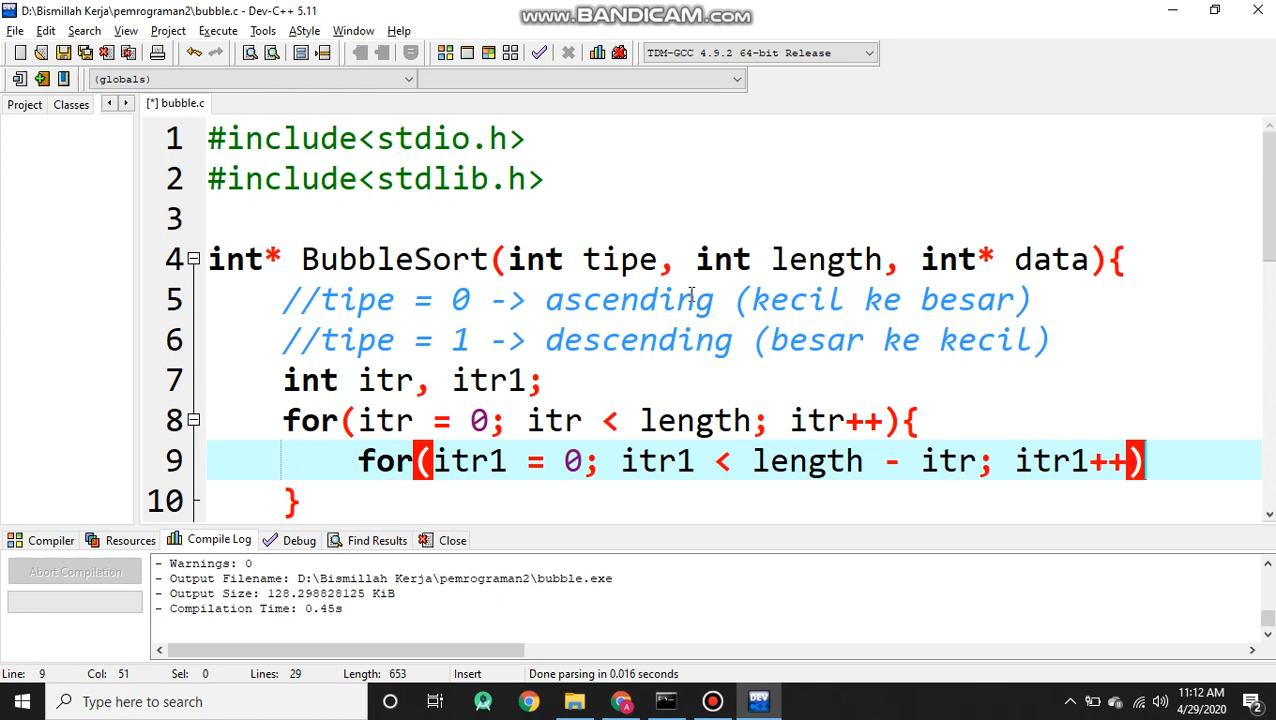 D:\Bismillah Kerja\pemrograman2\bubble.c - Dev-C++ 5.11
www.BANDICAM.com
File Edit Search View Project Execute Tools AStyle Window Help
TDM-GCC 4.9.2 64-bit Release
(globals)
Project Classes [*] bubble.c
1 #include<stdio.h>
2 #include<stdlib.h>
3
4 int* BubbleSort(int tipe, int length, int* data){
5 //tipe = 0 -> ascending (kecil ke besar)
6 //tipe = 1 -> descending (besar ke kecil)
7 int itr, itr1;
8 for(itr = 0; itr < length; itr++){
9 for(itr1 = 0; itr1 < length - itr; itr1++)
10 }
Compiler Resources Compile Log Debug Find Results Close
Abort Compilation
- Warnings: 0
- Output Filename: D:\Bismillah Kerja\pemrograman2\bubble.exe
- Output Size: 128.298828125 KiB
- Compilation Time: 0.45s
Line: 9 Col: 51 Sel: 0 Lines: 29 Length: 653 Insert Done parsing in 0.016 seconds
Type here to search
DEV
11:12 AM
4/29/2020
2